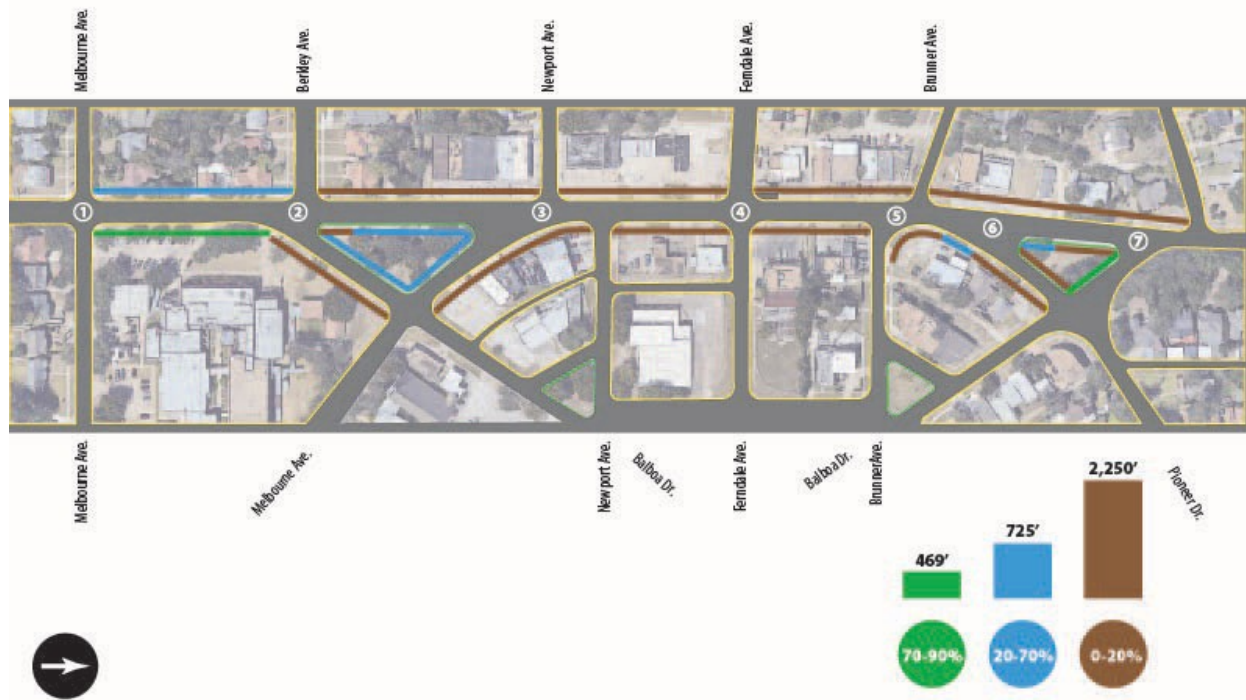 Melbourne Ave.
Berkley Ave.
Newport Ave.
Ferndale Ave.
Brunner Ave.
1
2
3
4
5
6
7
Melbourne Ave.
Melbourne Ave.
Newport Ave.
Balboa Dr.
Ferndale Ave.
Balboa Dr.
BrunnerAve.
Pioneer Dr.
2,250'
725'
469'
70-90%
20-70%
0-20%